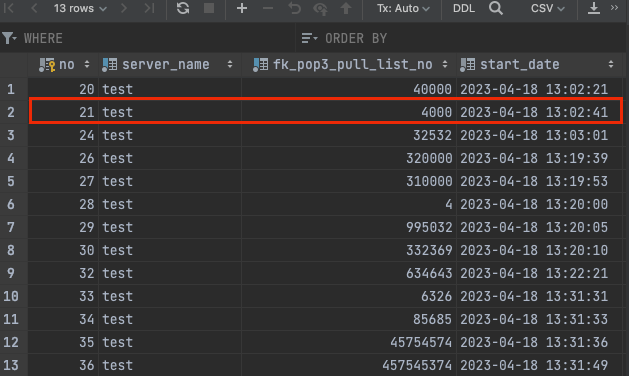 13 rows Tx: Auto DDL CSV
WHERE ORDER BY
no server_name fk_pop3_pull_list_no start_date
1 20 test 40000 2023-04-18 13:02:21
2 21 test 4000 2023-04-18 13:02:41
3 24 test 32532 2023-04-18 13:03:01
4 26 test 320000 2023-04-18 13:19:39
5 27 test 310000 2023-04-18 13:19:53
6 28 test 4 2023-04-18 13:20:00
7 29 test 995032 2023-04-18 13:20:05
8 30 test 332369 2023-04-18 13:20:10
9 32 test 634643 2023-04-18 13:22:21
10 33 test 6326 2023-04-18 13:31:31
11 34 test 85685 2023-04-18 13:31:33
12 35 test 45754574 2023-04-18 13:31:36
13 36 test 457545374 2023-04-18 13:31:49